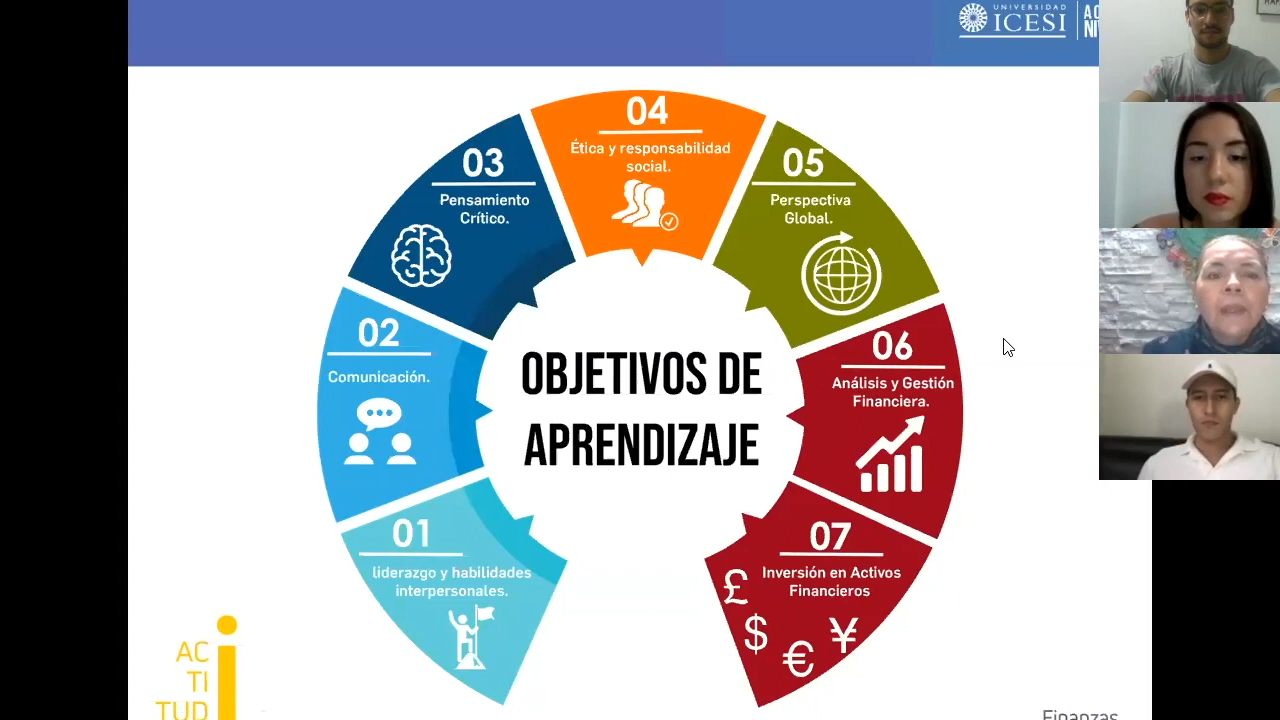 UNIVERSIDAD
ICESI
OBJETIVOS DE
APRENDIZAJE
01
liderazgo y habilidades
interpersonales.
02
Comunicación.
03
Pensamiento
Crítico.
04
Ética y responsabilidad
social.
05
Perspectiva
Global.
06
Análisis y Gestión
Financiera.
07
Inversión en Activos
Financieros
£
$
€
¥
AC
TI
TUD
i
Finanzas